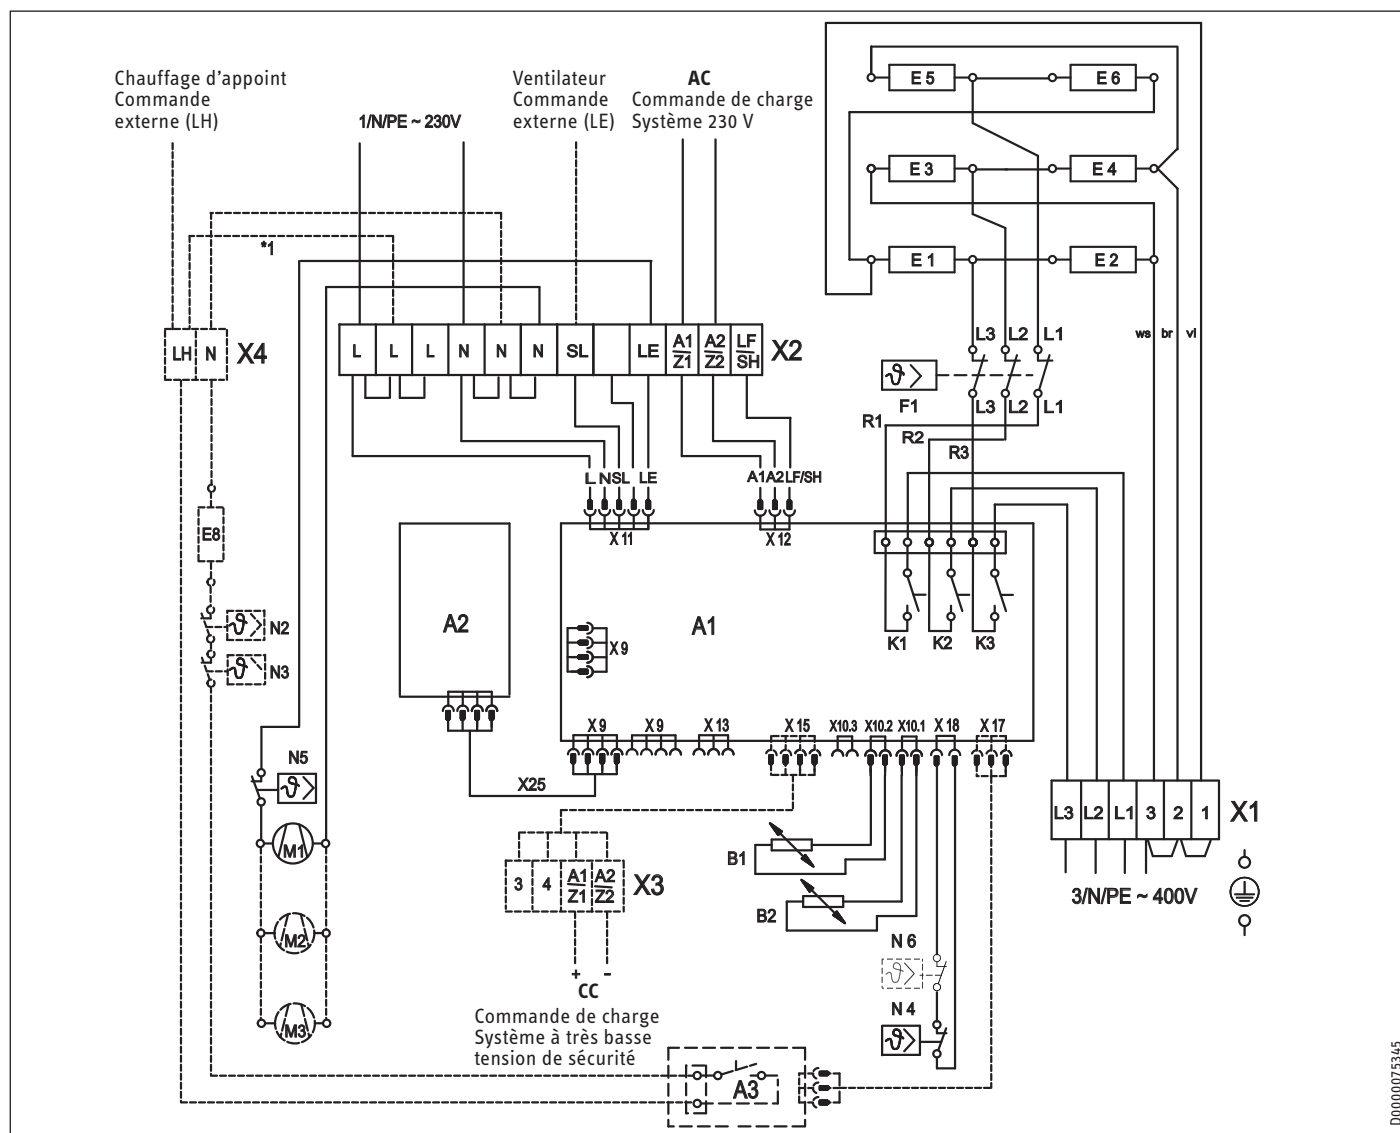 Chauffage d'appoint
Commande
externe (LH)
1/N/PE ~ 230V
Ventilateur
Commande
externe (LE)
AC
Commande de charge
Système 230 V
E 5
E 6
E 3
E 4
E 1
E 2
*1
ws
br
vi
L3
L2
L1
F1
L3
L2
L1
R1
R2
R3
LH
N
X4
L
L
L
N
N
N
SL
LE
A1
Z1
A2
Z2
LF
SH
X2
L
N
SL
LE
A1
A2
LF/SH
X 11
X 12
E8
N2
N3
A2
A1
X 9
K1
K2
K3
X 9
X 9
X 13
X 15
X10.3
X10.2
X10.1
X 18
X 17
X25
N5
M1
M2
M3
3
4
A1
Z1
A2
Z2
X3
+
-
CC
Commande de charge
Système à très basse
tension de sécurité
B1
B2
N 6
N 4
A3
L3
L2
L1
3
2
1
X1
3/N/PE ~ 400V
D0000075345